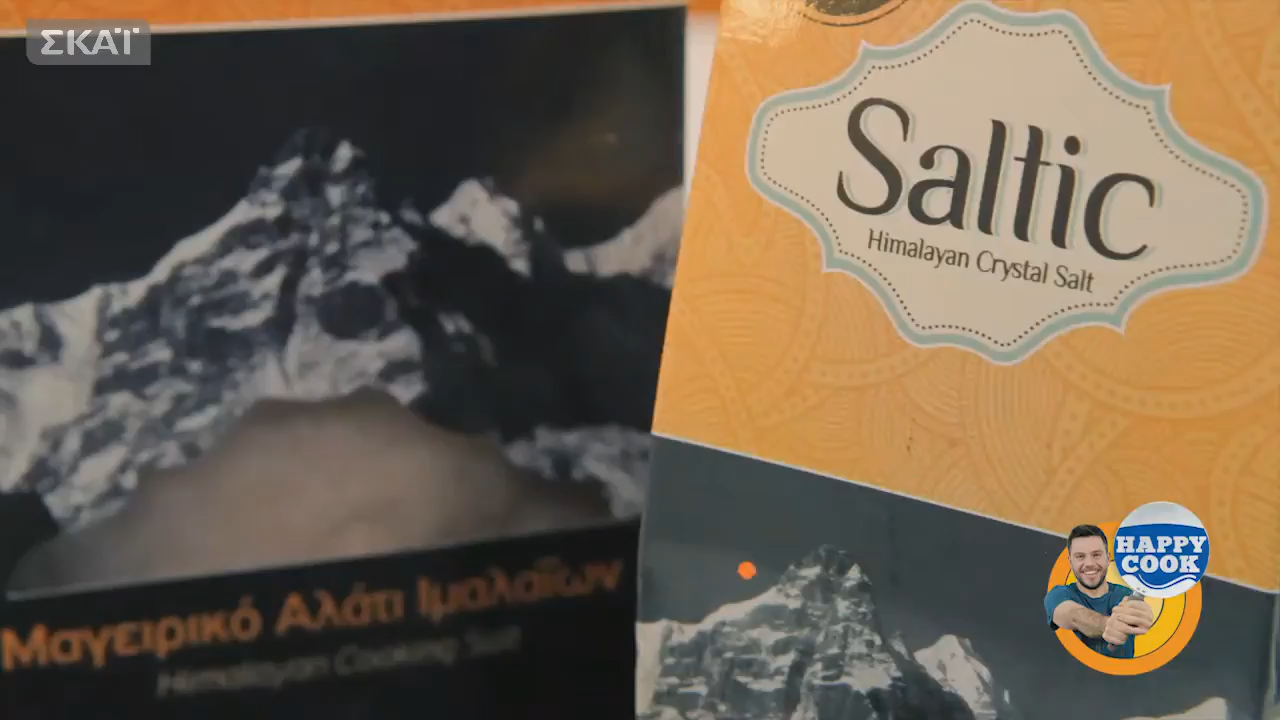 ΣΚΑΪ
Saltic
Himalayan Crystal Salt
Μαγειρικό Αλάτι Ιμαλαΐων
Himalayan Cooking Salt
HAPPY
COOK